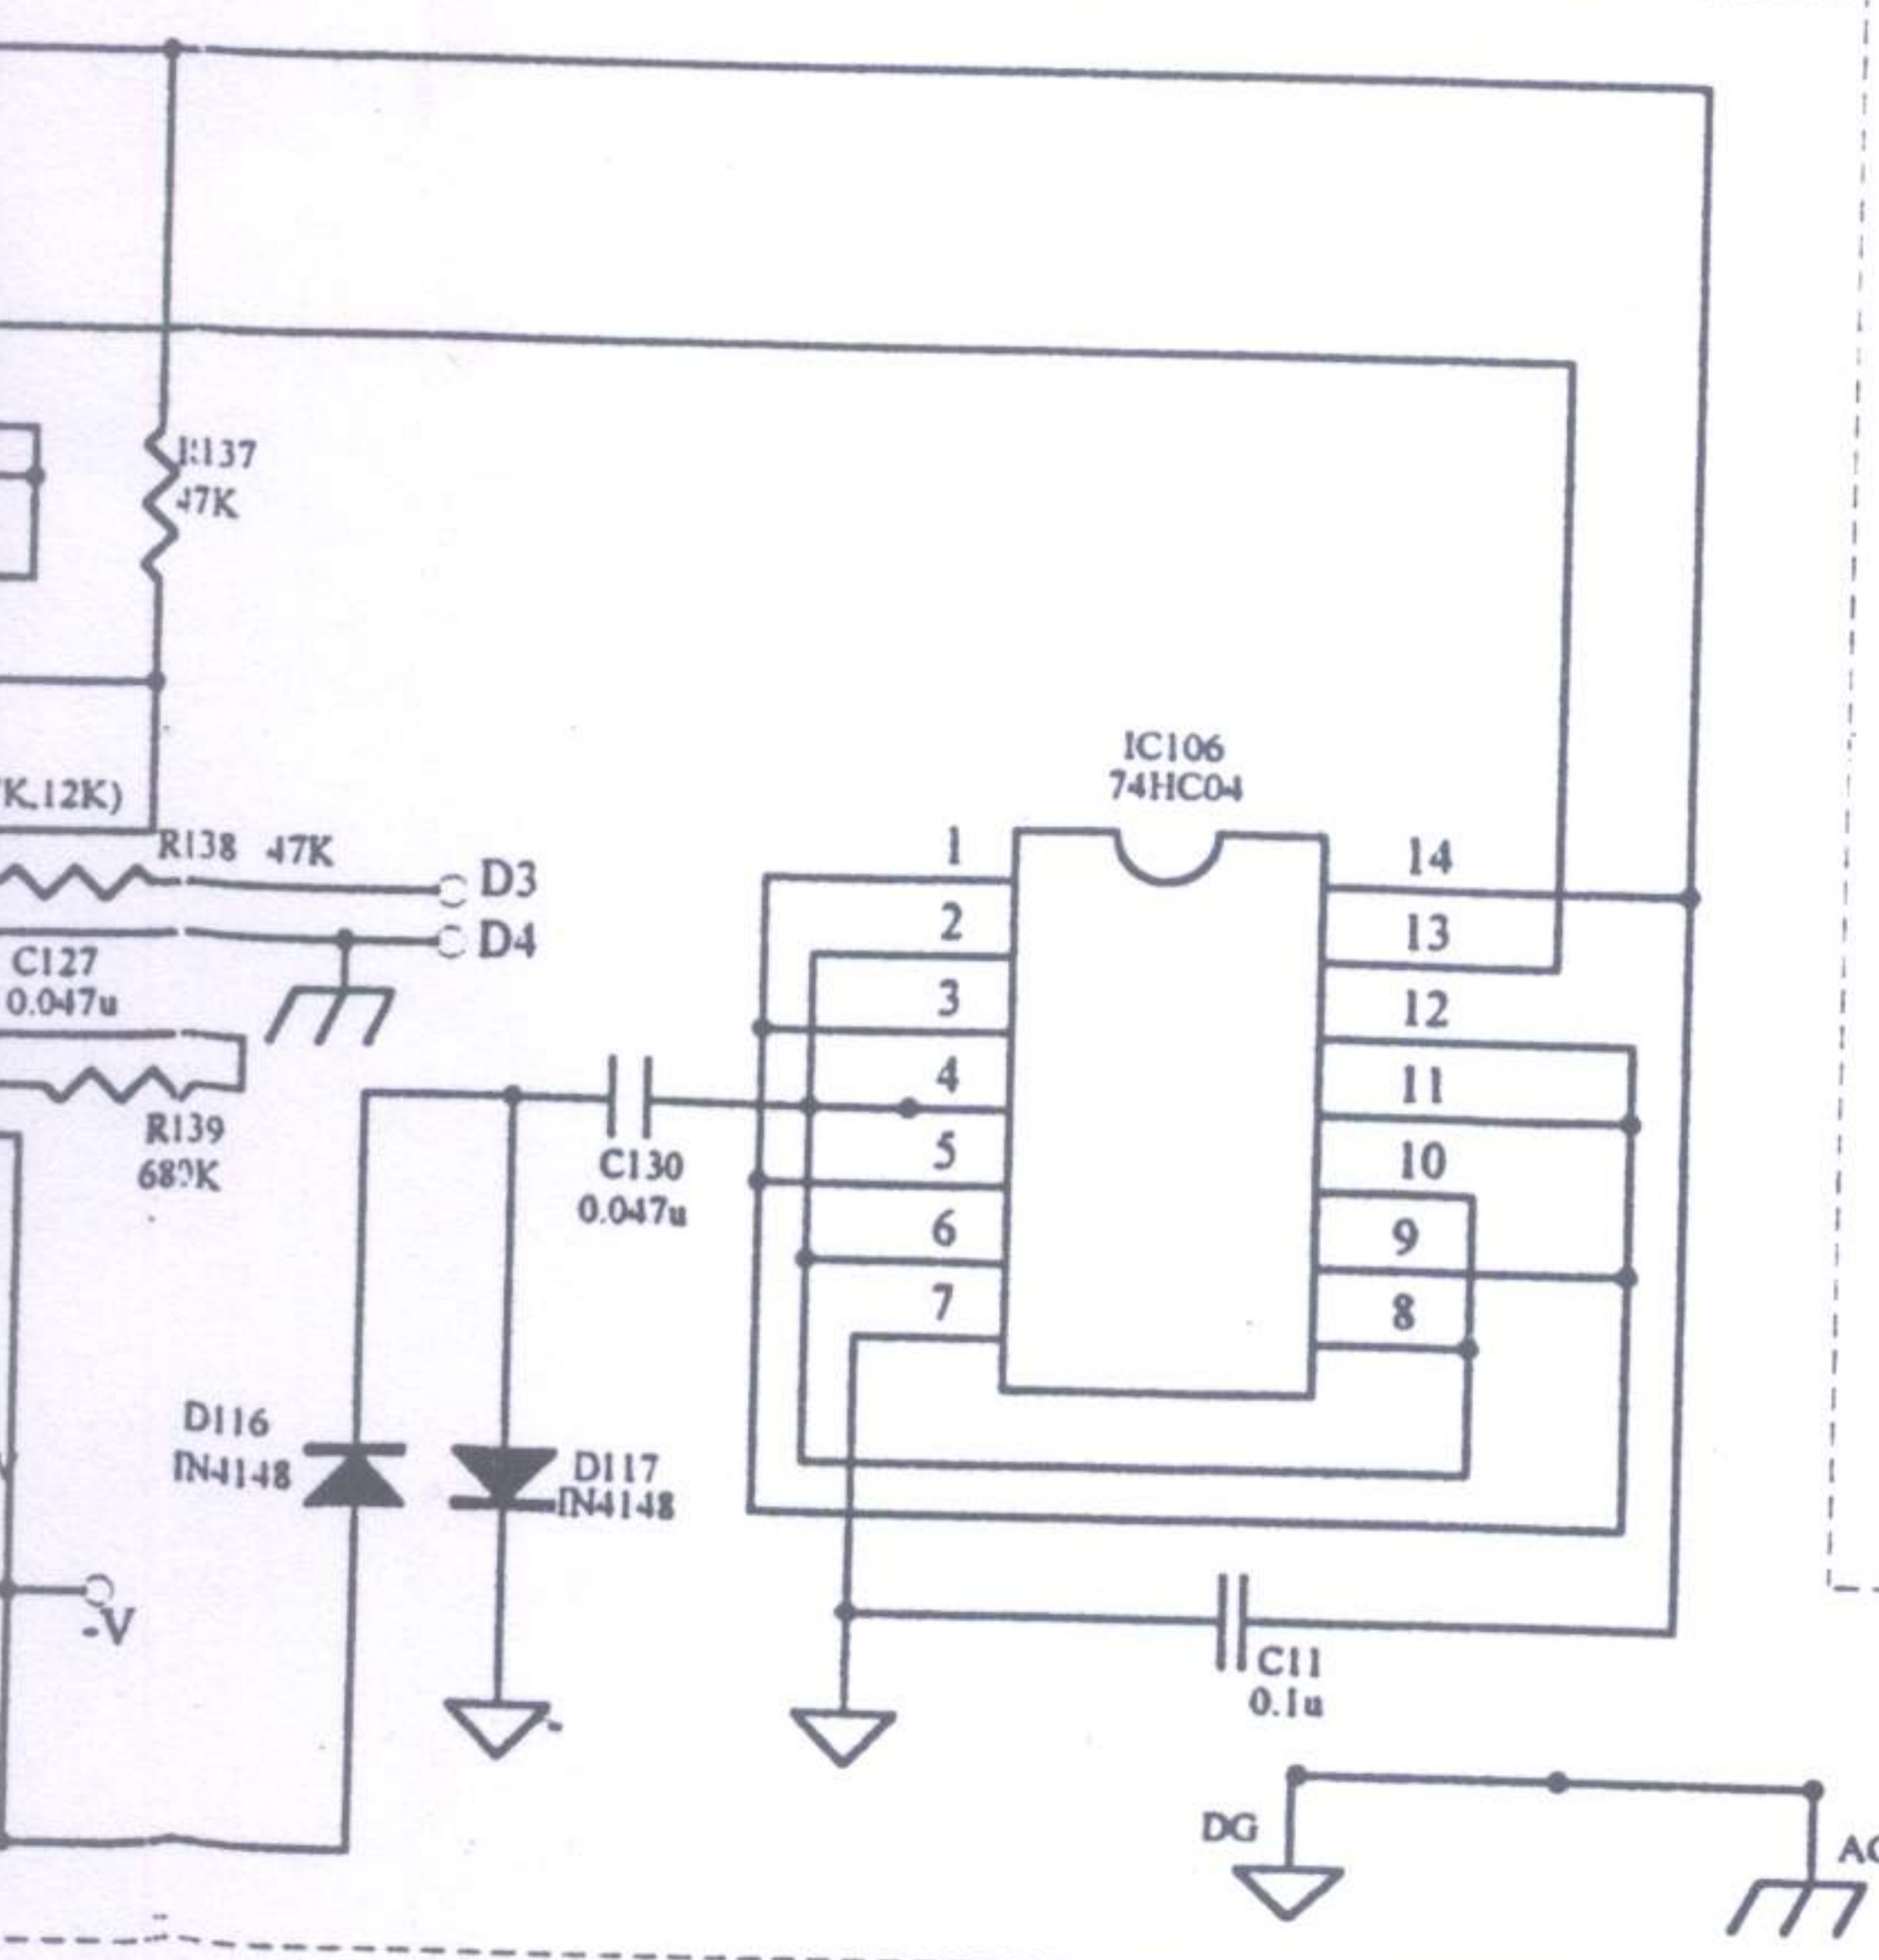 R137
47K
IC106
74HC04
K.12K)
R138 47K
D3
D4
C127
0.047u
R139
C130
0.047u
1
2
3
4
5
6
7
14
13
12
11
10
9
8
D116
IN4148
D117
IN4148
-V
C11
0.1u
DG